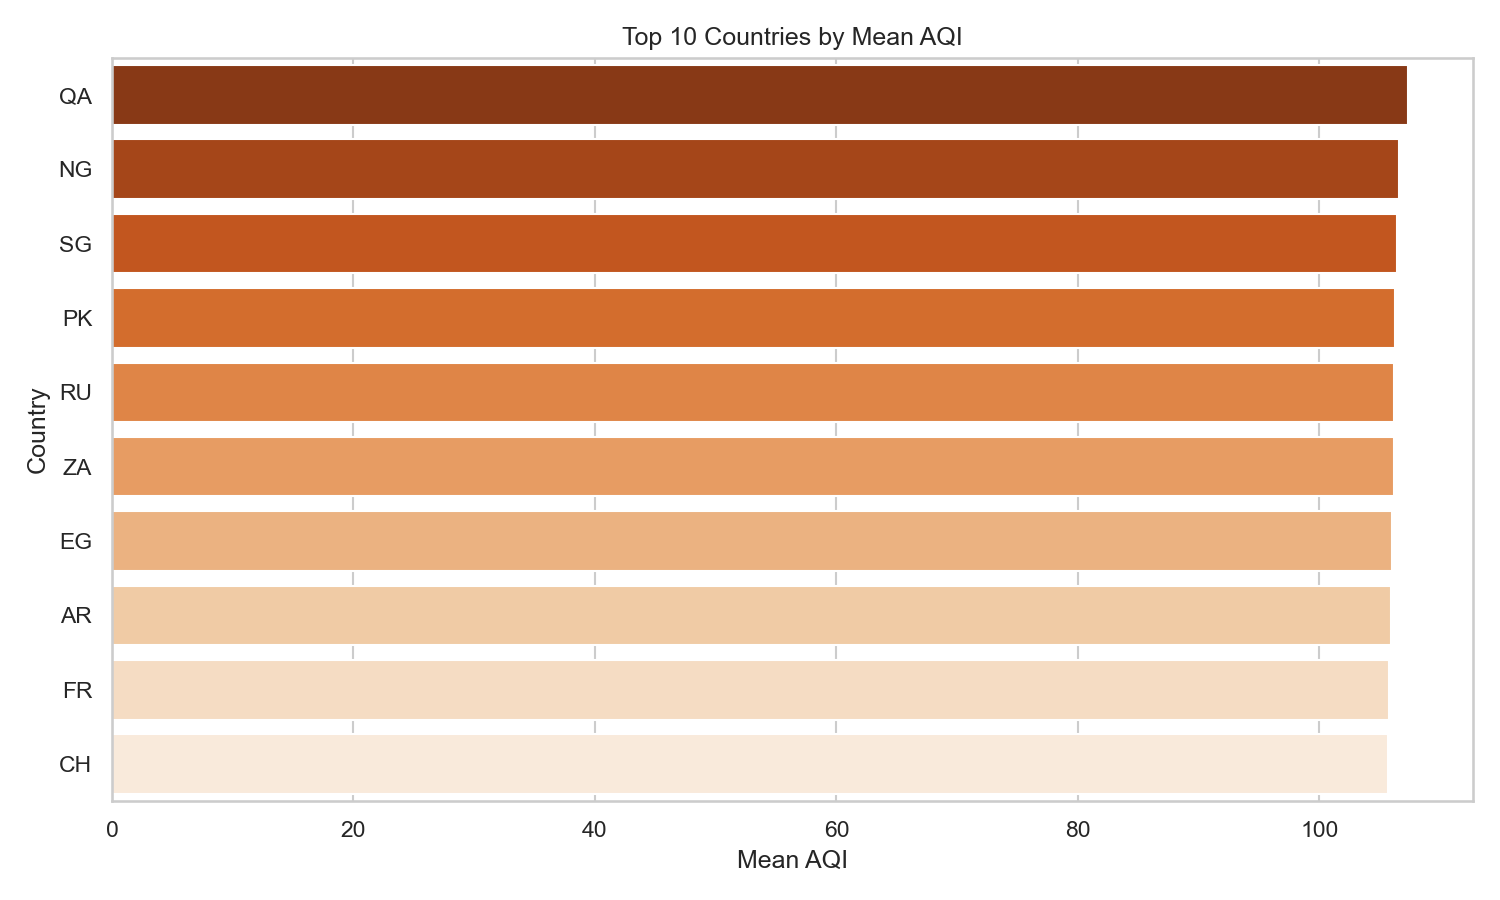 Top 10 Countries by Mean AQI
QA
NG
SG
PK
RU
ZA
EG
AR
FR
CH
Country
0 20 40 60 80 100
Mean AQI